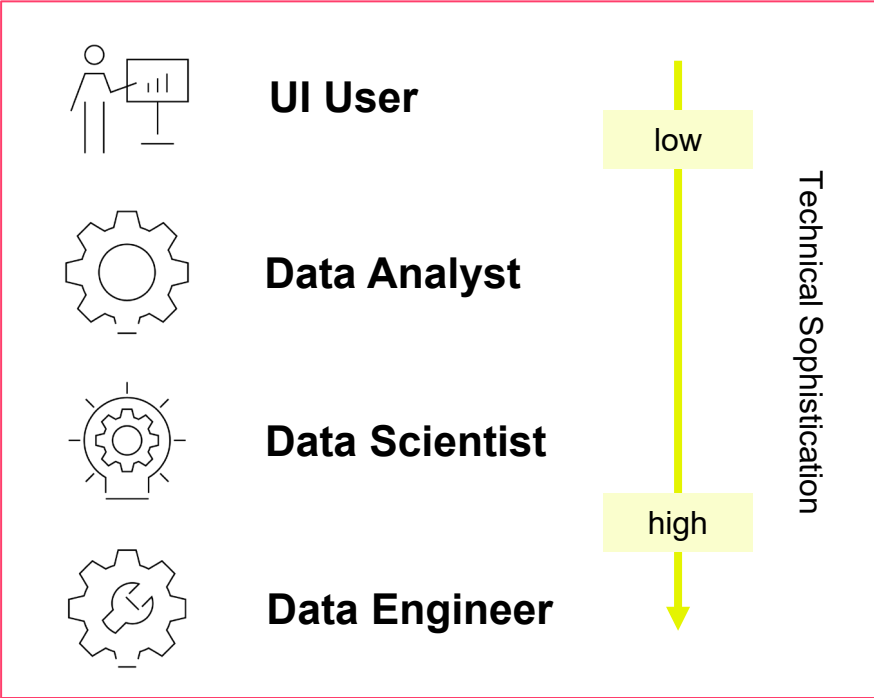 UI User
low
Data Analyst
Technical Sophistication
Data Scientist
high
Data Engineer